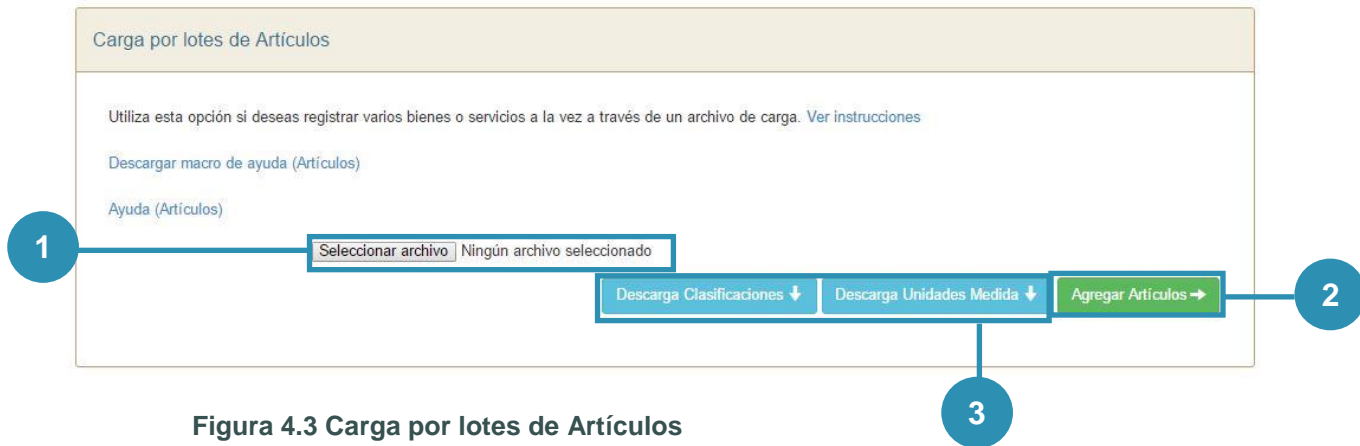 Carga por lotes de Artículos
Utiliza esta opción si deseas registrar varios bienes o servicios a la vez a través de un archivo de carga. Ver instrucciones
Descargar macro de ayuda (Artículos)
Ayuda (Artículos)
1
Seleccionar archivo Ningún archivo seleccionado
Descarga Clasificaciones Descarga Unidades Medida Agregar Artículos
2
3
Figura 4.3 Carga por lotes de Artículos